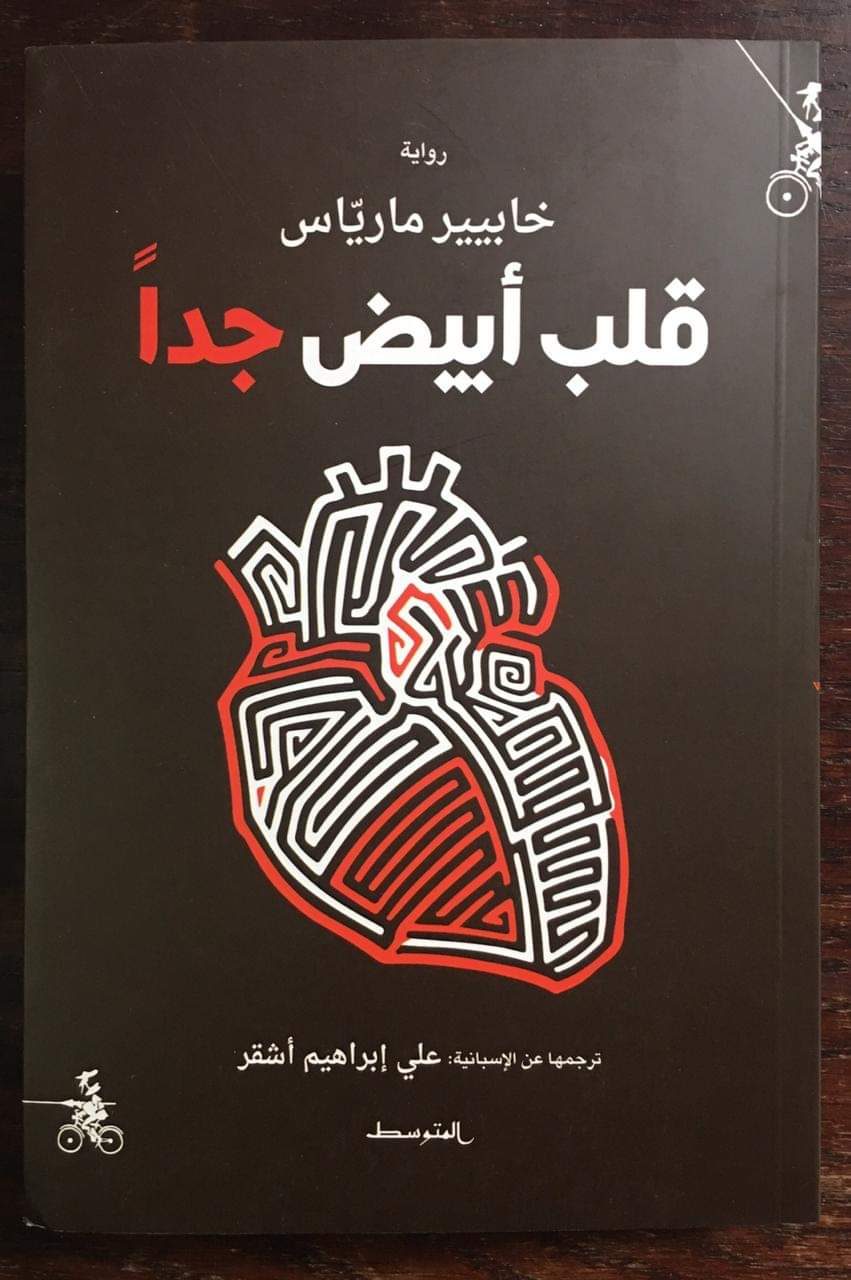 رواية
خابيير ماريّاس
قلب أبيض جداً
ترجمها عن الإسبانية: علي إبراهيم أشقر
المتوسط